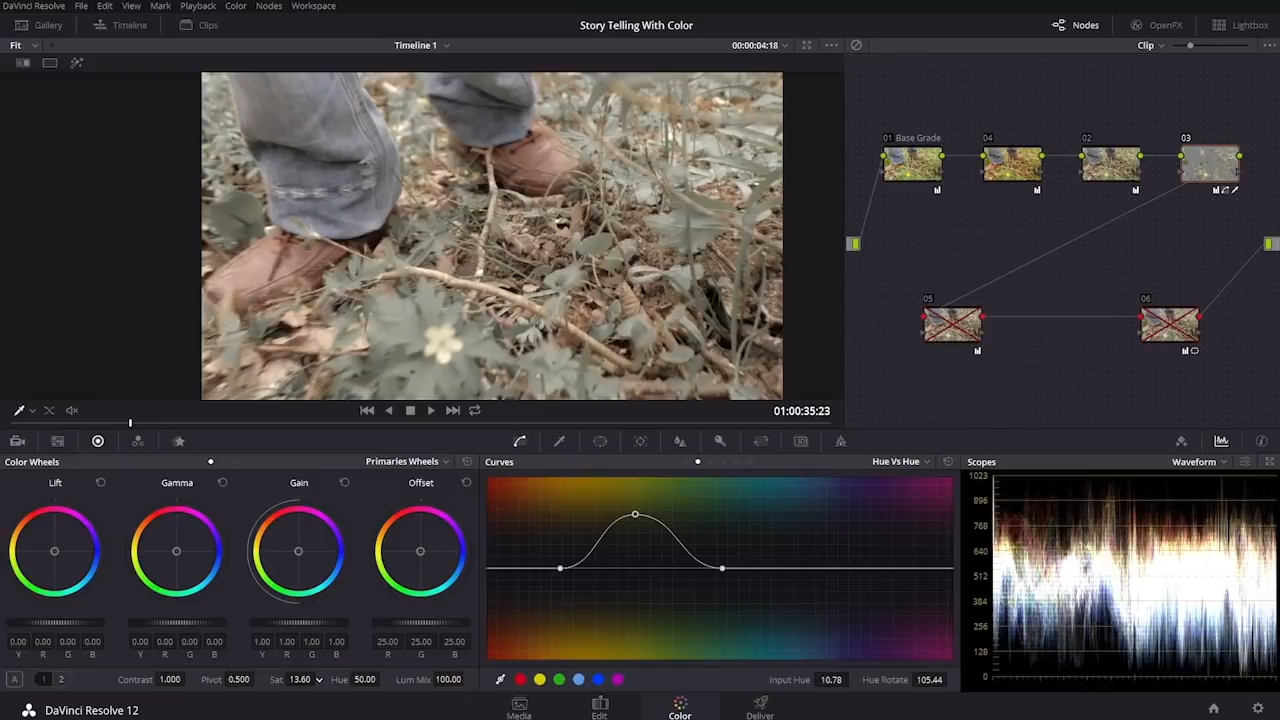 DaVinci Resolve File Edit View Mark Playback Color Nodes Workspace
Gallery Timeline Clips Story Telling With Color Nodes OpenFX Lightbox
Fit Timeline 1 00:00:04:18 Clip
01 Base Grade 04 02 03
05 06
01:00:35:23
Color Wheels Primaries Wheels Curves Hue Vs Hue Scopes Waveform
Lift Gamma Gain Offset
1023
896
768
640
512
384
256
128
0
0.00 0.00 0.00 0.00 0.00 0.00 0.00 0.00 1.00 1.00 1.00 1.00 25.00 25.00 25.00
Y R G B Y R G B Y R G B R G B
A 1 2 Contrast 1.000 Pivot 0.500 Sat 13.00 Hue 50.00 Lum Mix 100.00 Input Hue 10.78 Hue Rotate 105.44
DaVinci Resolve 12 Media Edit Color Deliver